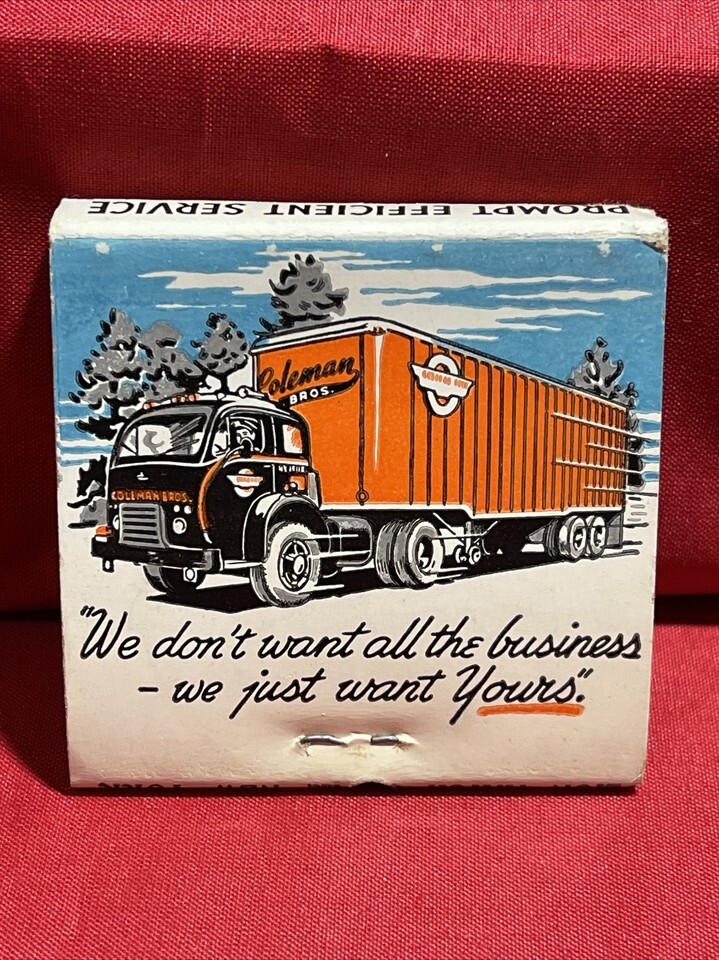 PROMPT EFFICIENT SERVICE
Coleman
BROS.
COLEMAN BROS.
"We don't want all the business
- we just want Yours".